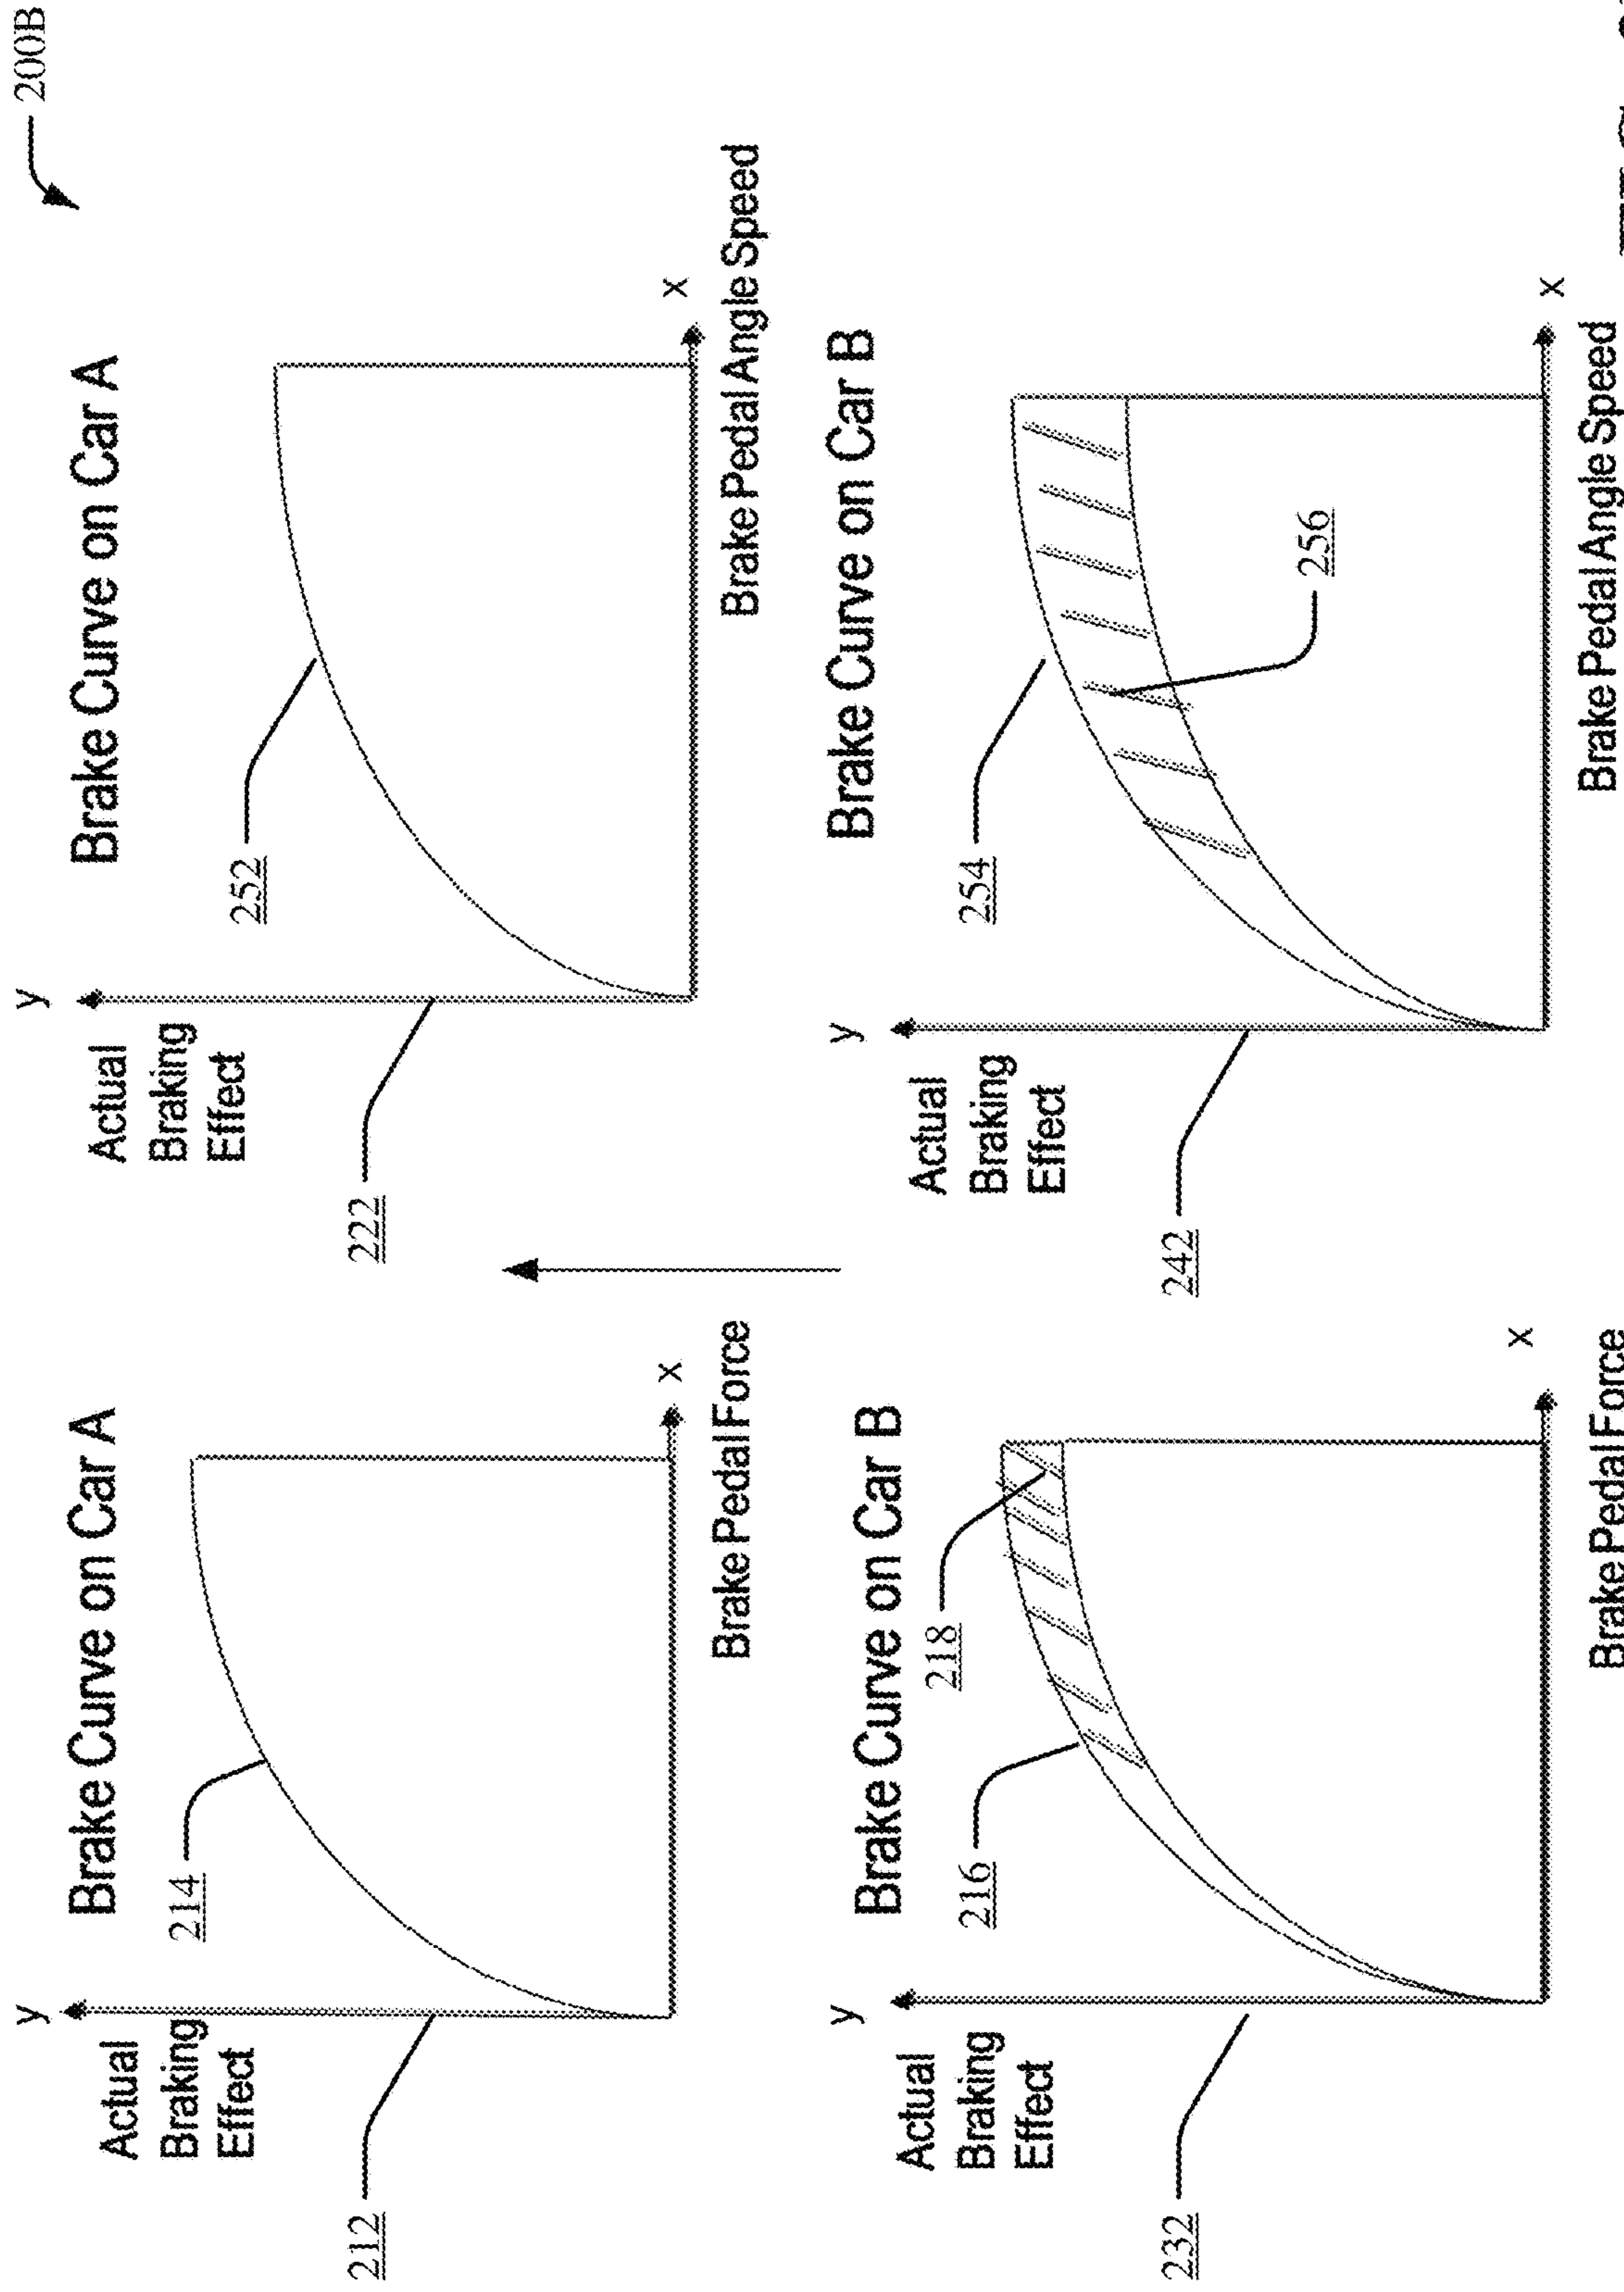 200B
Brake Curve on Car A
y
Actual
Braking
Effect
212
214
x
Brake Pedal Force
Brake Curve on Car A
y
Actual
Braking
Effect
222
252
x
Brake Pedal Angle Speed
Brake Curve on Car B
y
Actual
Braking
Effect
232
216
218
x
Brake Pedal Force
Brake Curve on Car B
y
Actual
Braking
Effect
242
254
256
x
Brake Pedal Angle Speed